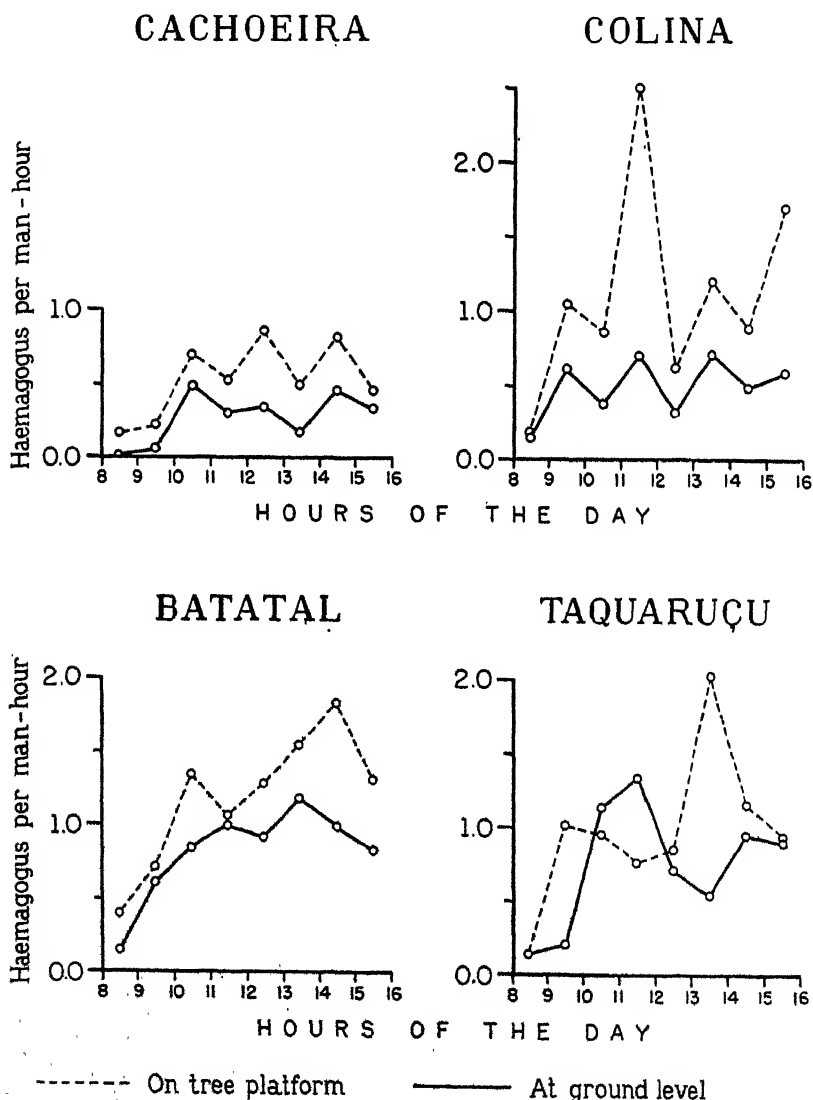 CACHOEIRA
COLINA
Haemagogus per man-hour
1.0
0.0
8 9 10 11 12 13 14 15 16
2.0
1.0
0.0
8 9 10 11 12 13 14 15 16
HOURS OF THE DAY
BATATAL
TAQUARUÇU
Haemagogus per man-hour
2.0
1.0
0.0
8 9 10 11 12 13 14 15 16
2.0
1.0
0.0
8 9 10 11 12 13 14 15 16
HOURS OF THE DAY
On tree platform
At ground level